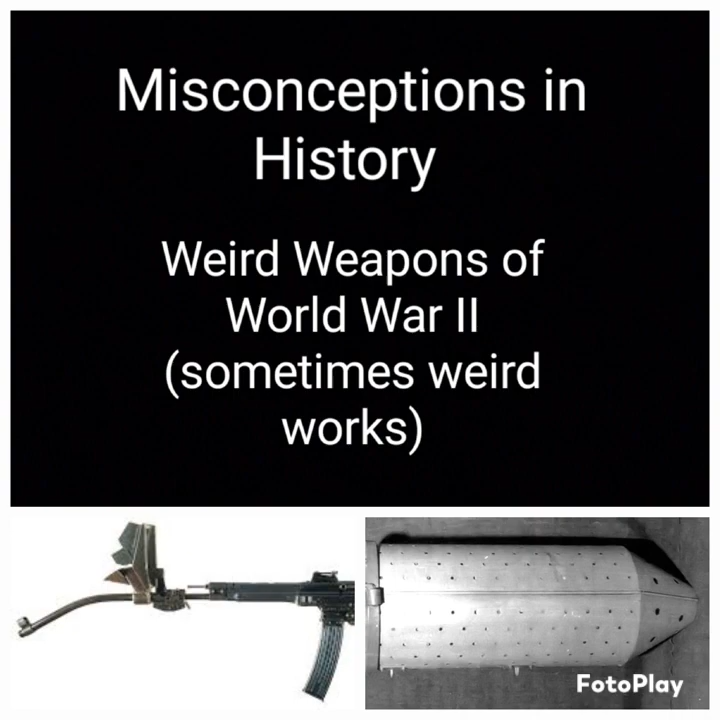 Misconceptions in
History
Weird Weapons of
World War II
(sometimes weird
works)
FotoPlay